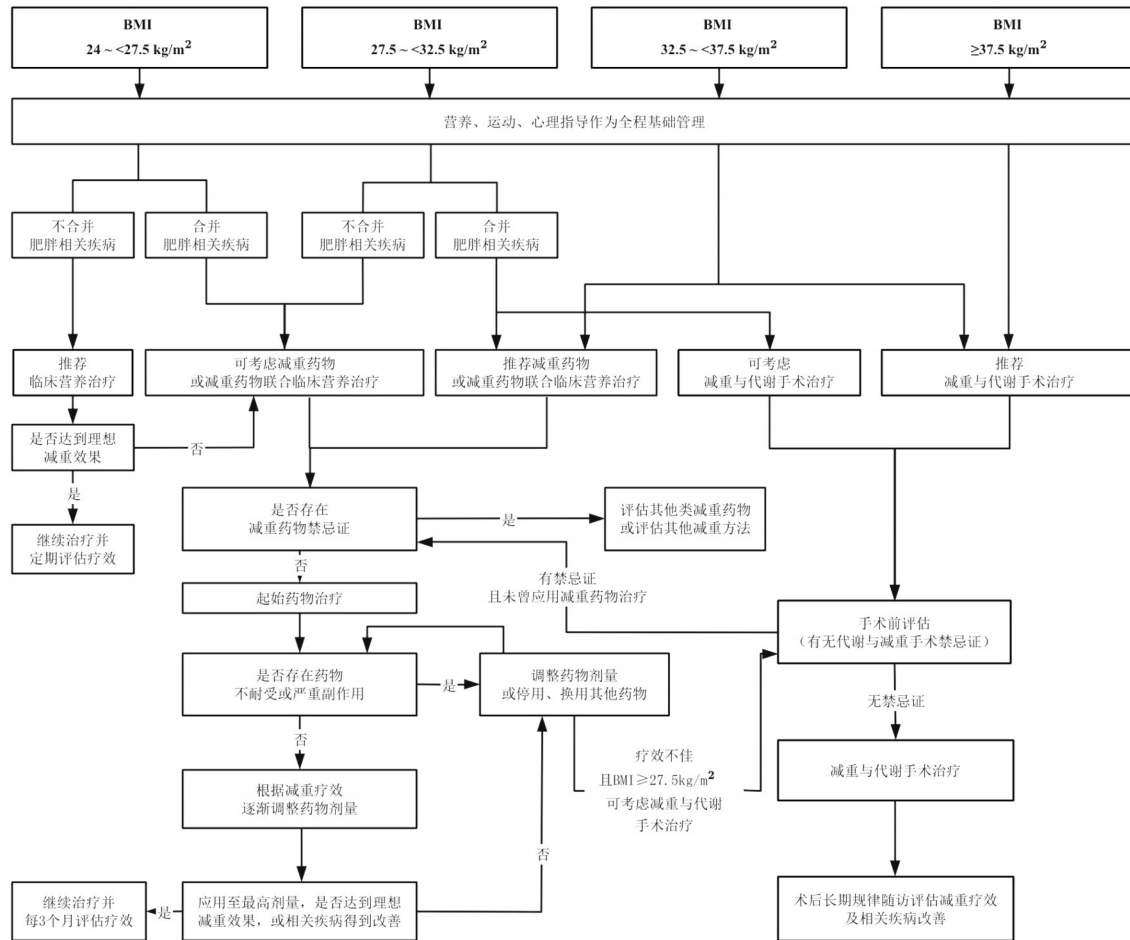 BMI
24 ~ <27.5 kg/m²
BMI
27.5 ~ <32.5 kg/m²
BMI
32.5 ~ <37.5 kg/m²
BMI
≥37.5 kg/m²
营养、运动、心理指导作为全程基础管理
不合并
肥胖相关疾病
合并
肥胖相关疾病
不合并
肥胖相关疾病
合并
肥胖相关疾病
推荐
临床营养治疗
可考虑减重药物
或减重药物联合临床营养治疗
推荐减重药物
或减重药物联合临床营养治疗
可考虑
减重与代谢手术治疗
推荐
减重与代谢手术治疗
是否达到理想
减重效果
否
是
继续治疗并
定期评估疗效
是否存在
减重药物禁忌证
是
评估其他类减重药物
或评估其他减重方法
否
有禁忌证
且未曾应用减重药物治疗
起始药物治疗
手术前评估
（有无代谢与减重手术禁忌证）
是否存在药物
不耐受或严重副作用
是
调整药物剂量
或停用、换用其他药物
无禁忌证
否
疗效不佳
且BMI≥27.5kg/m²
可考虑减重与代谢
手术治疗
减重与代谢手术治疗
根据减重疗效
逐渐调整药物剂量
否
继续治疗并
每3个月评估疗效
是
应用至最高剂量，是否达到理想
减重效果，或相关疾病得到改善
术后长期规律随访评估减重疗效
及相关疾病改善